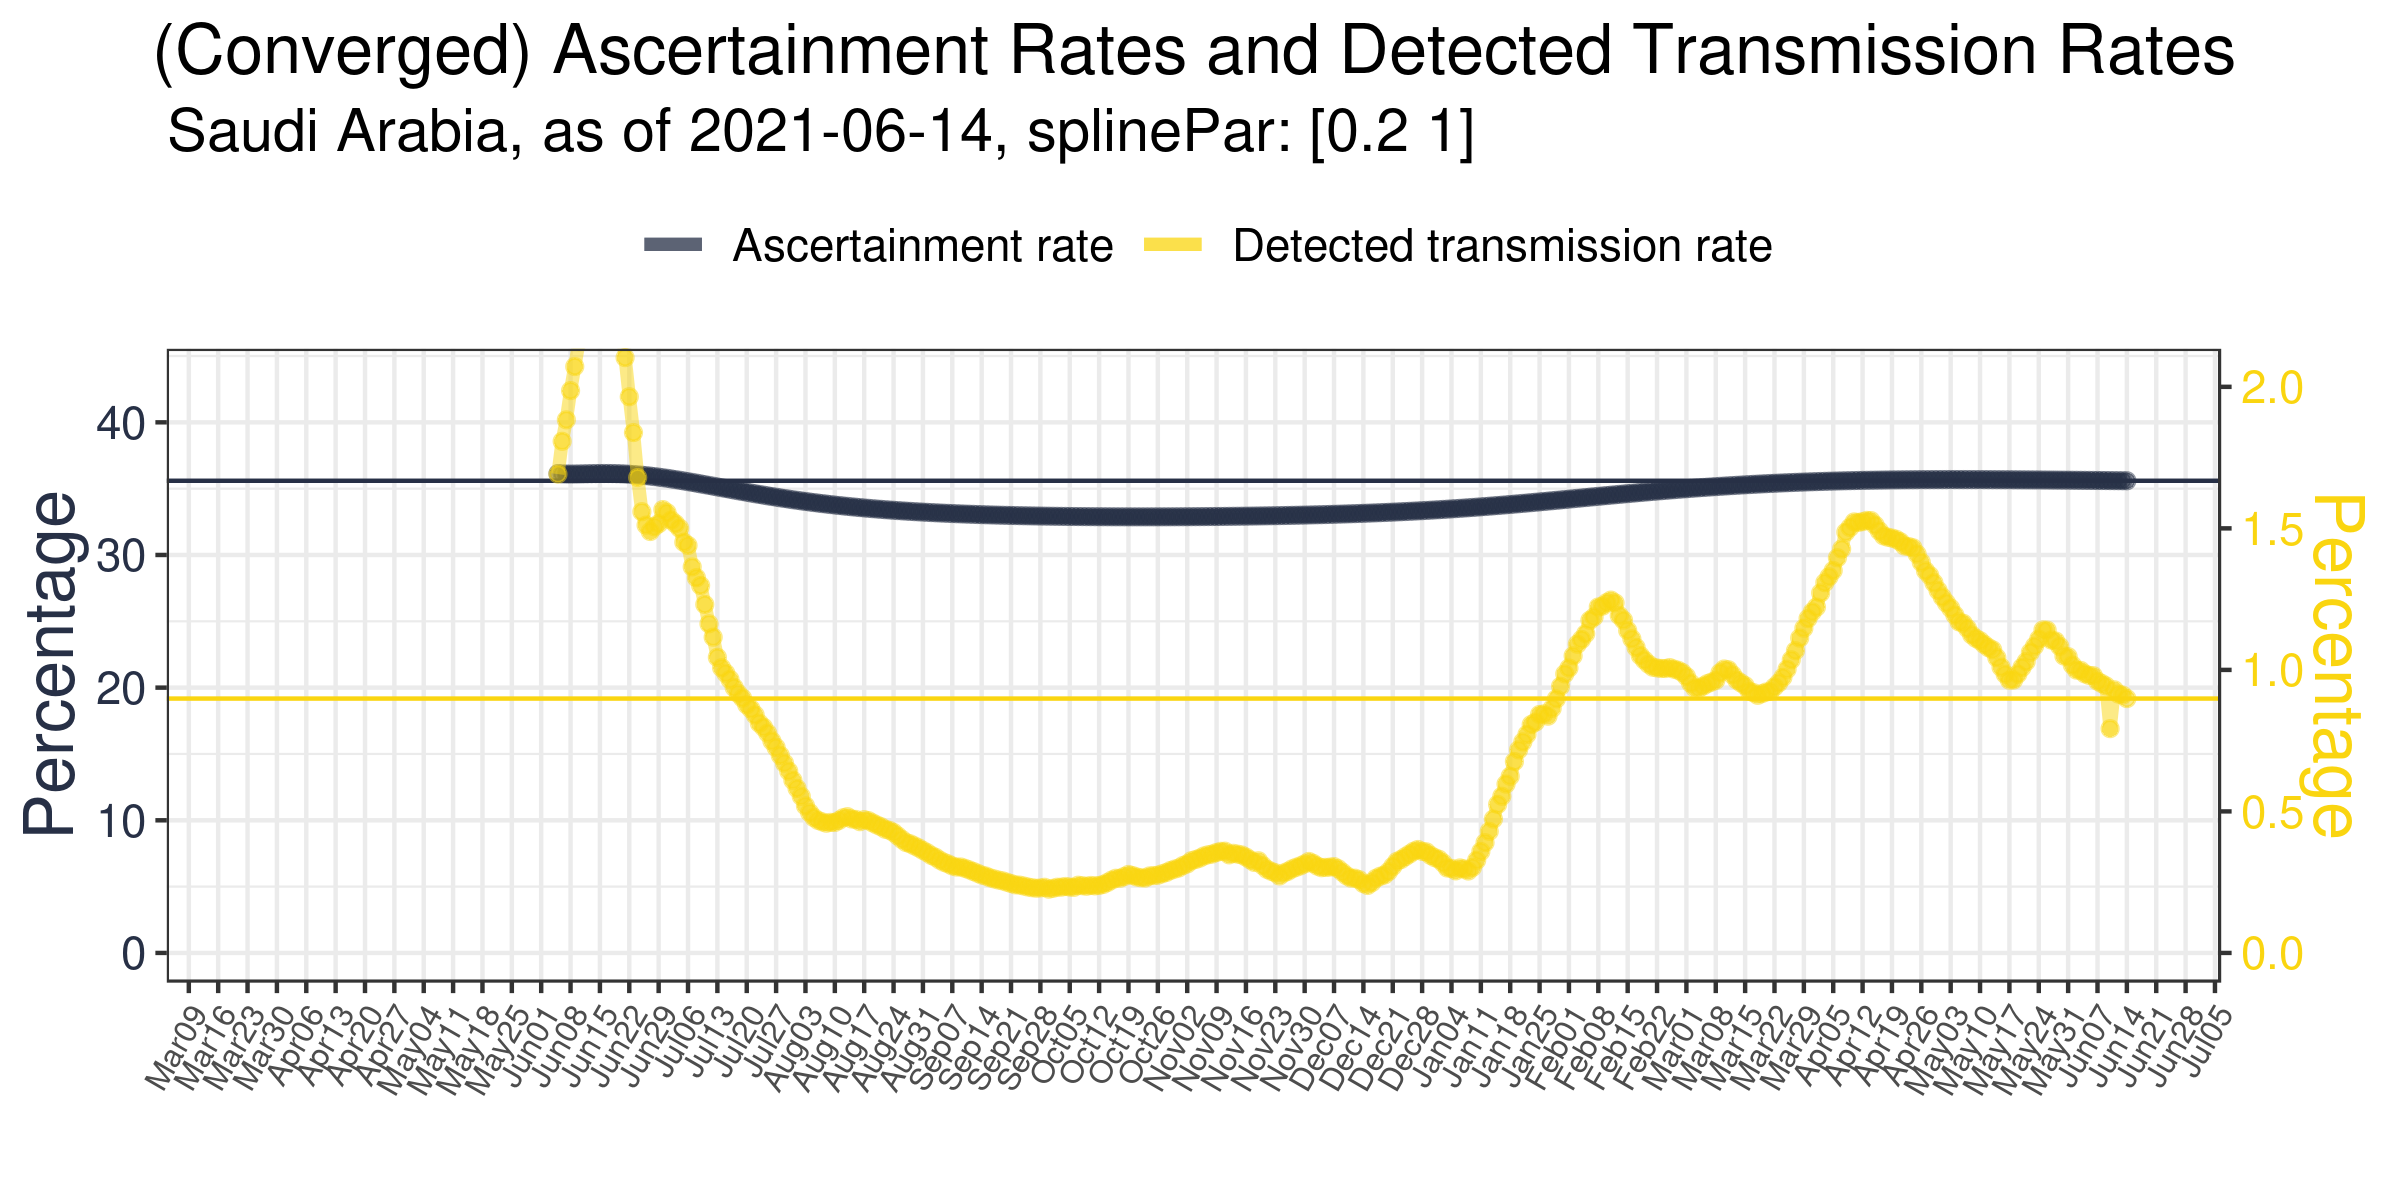 (Converged) Ascertainment Rates and Detected Transmission Rates
Saudi Arabia, as of 2021-06-14, splinePar: [0.2 1]
Ascertainment rate
Detected transmission rate
Percentage
40
30
20
10
0
2.0
1.5
1.0
0.5
0.0
Percentage
Mar09
Mar16
Mar23
Mar30
Apr06
Apr13
Apr20
Apr27
May04
May11
May18
May25
Jun01
Jun08
Jun15
Jun22
Jun29
Jul06
Jul13
Jul20
Jul27
Aug03
Aug10
Aug17
Aug24
Aug31
Sep07
Sep14
Sep21
Sep28
Oct05
Oct12
Oct19
Oct26
Nov02
Nov09
Nov16
Nov23
Nov30
Dec07
Dec14
Dec21
Dec28
Jan04
Jan11
Jan18
Jan25
Feb01
Feb08
Feb15
Feb22
Mar01
Mar08
Mar15
Mar22
Mar29
Apr05
Apr12
Apr19
Apr26
May03
May10
May17
May24
May31
Jun07
Jun14
Jun21
Jun28
Jul05